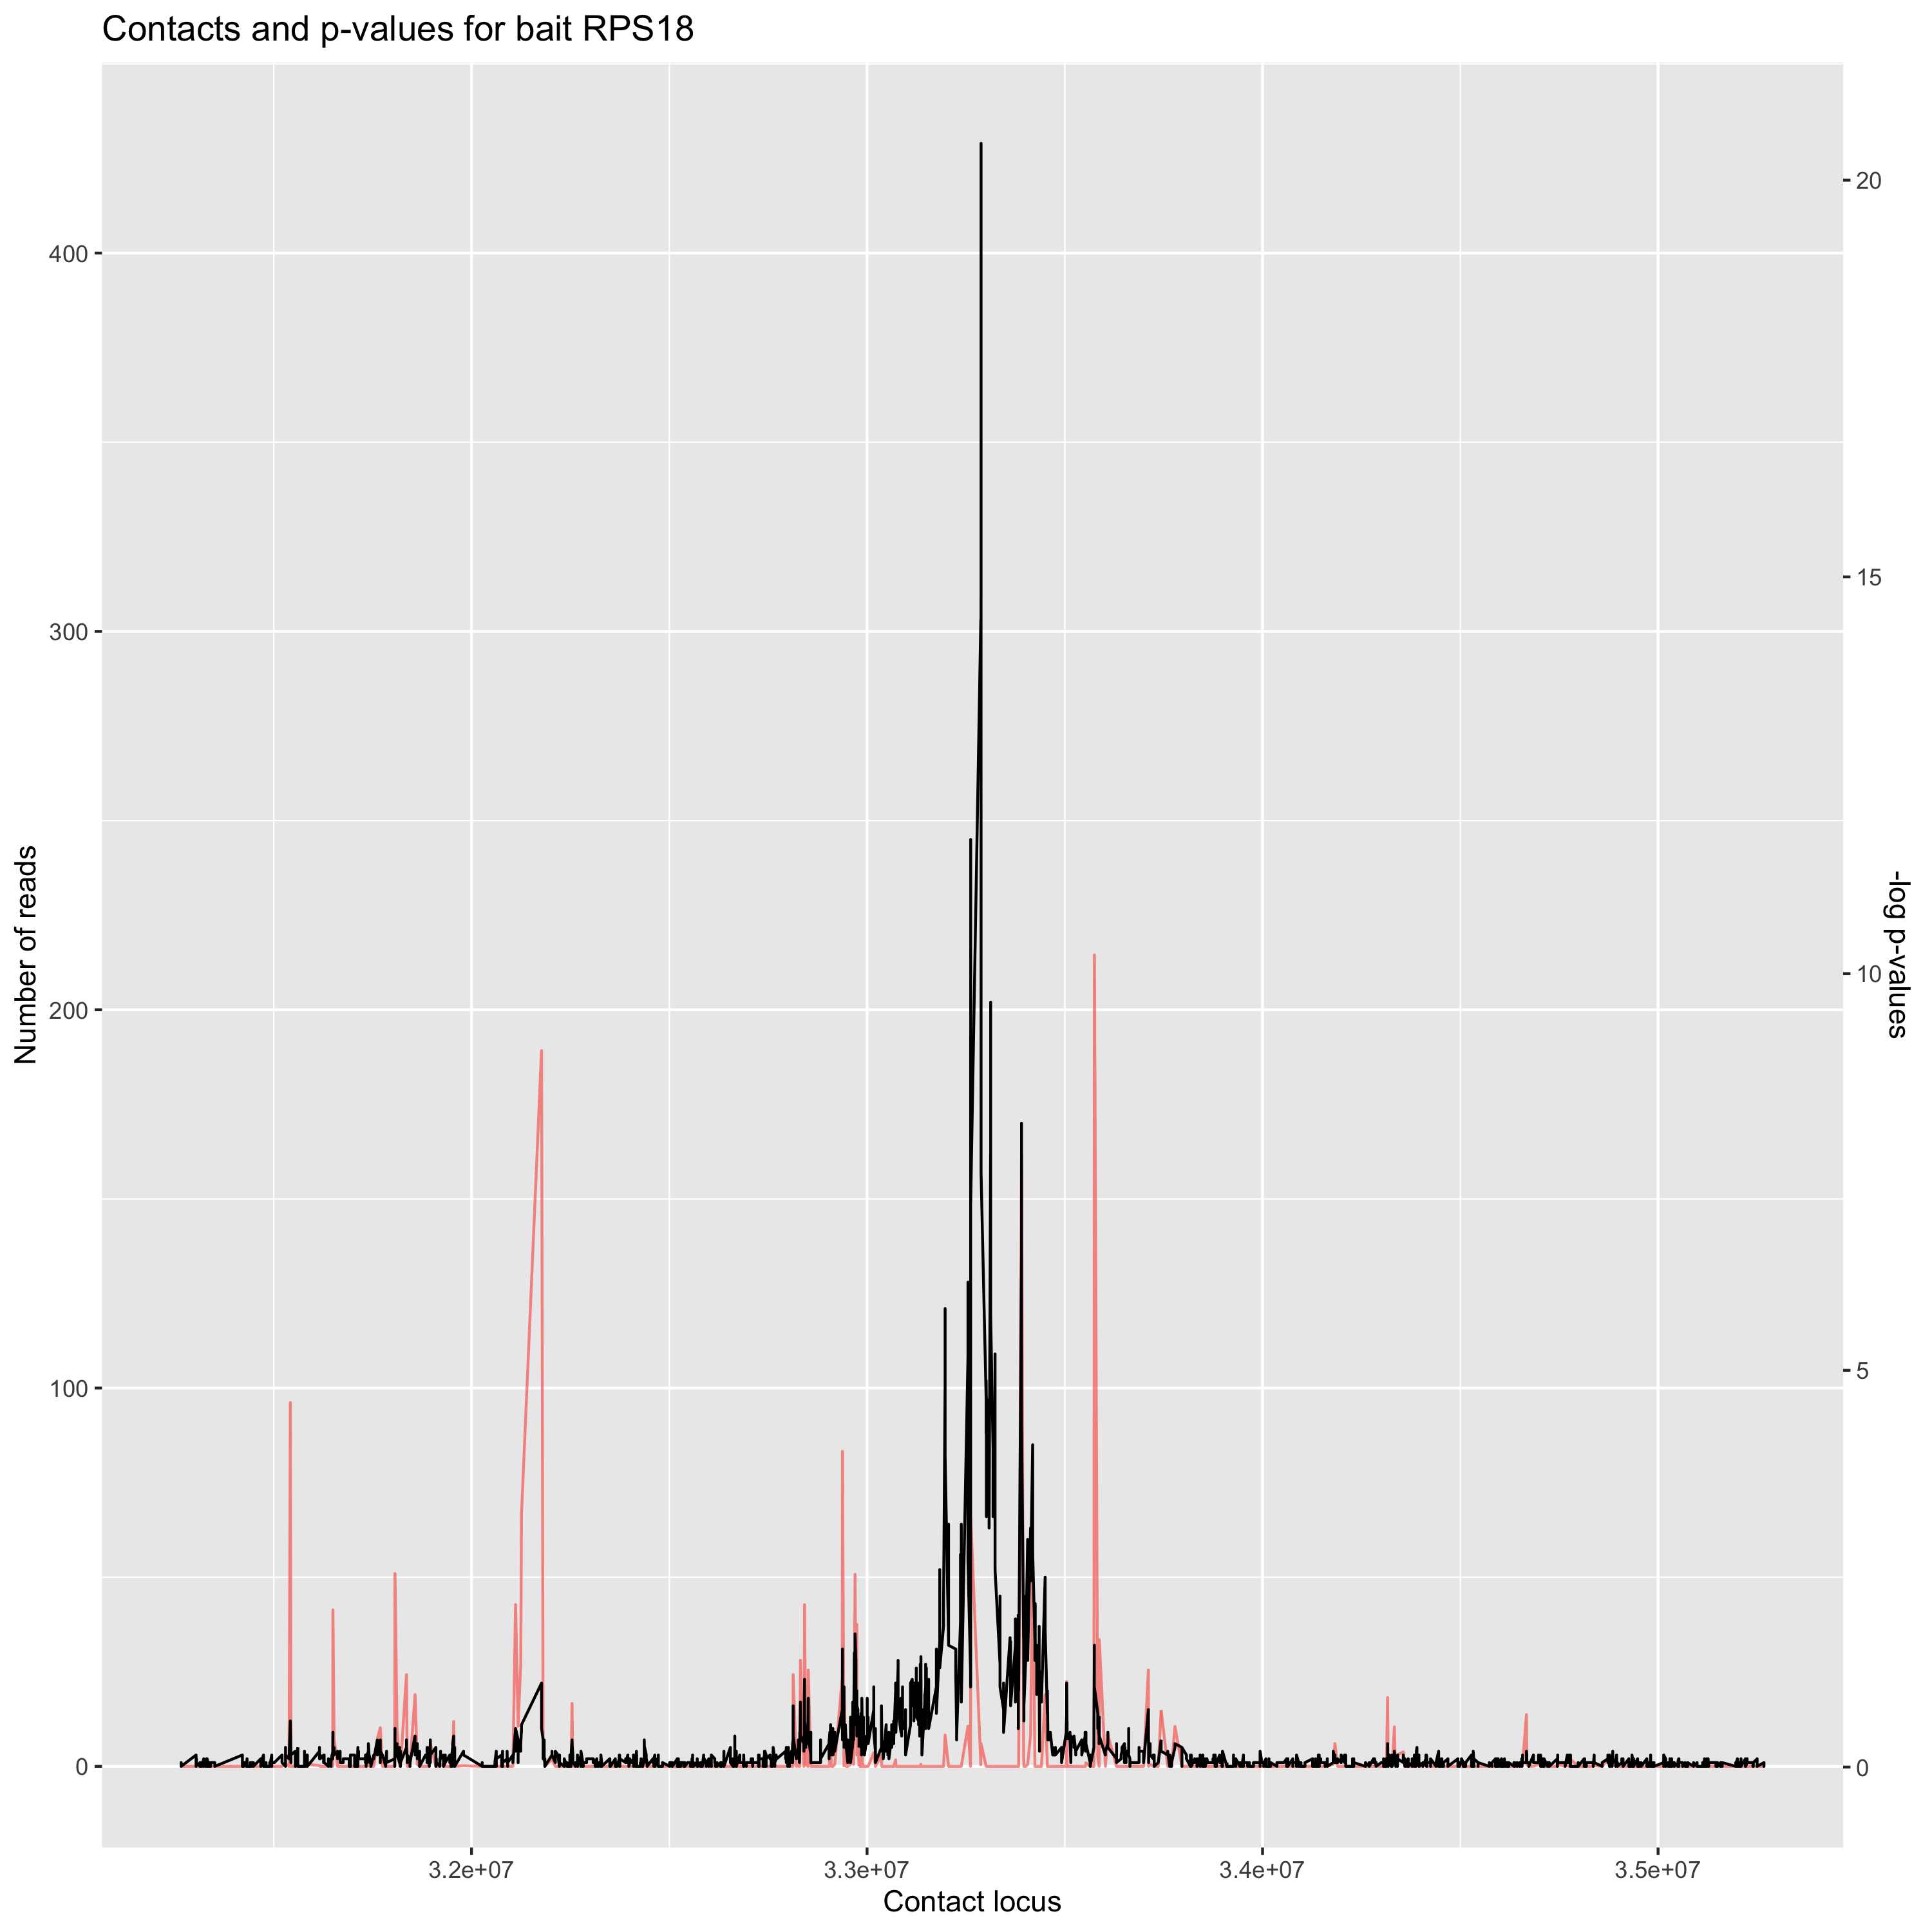 Contacts and p-values for bait RPS18
400
300
200
100
0
Number of reads
20
15
10
5
0
-log p-values
3.2e+07
3.3e+07
3.4e+07
3.5e+07
Contact locus